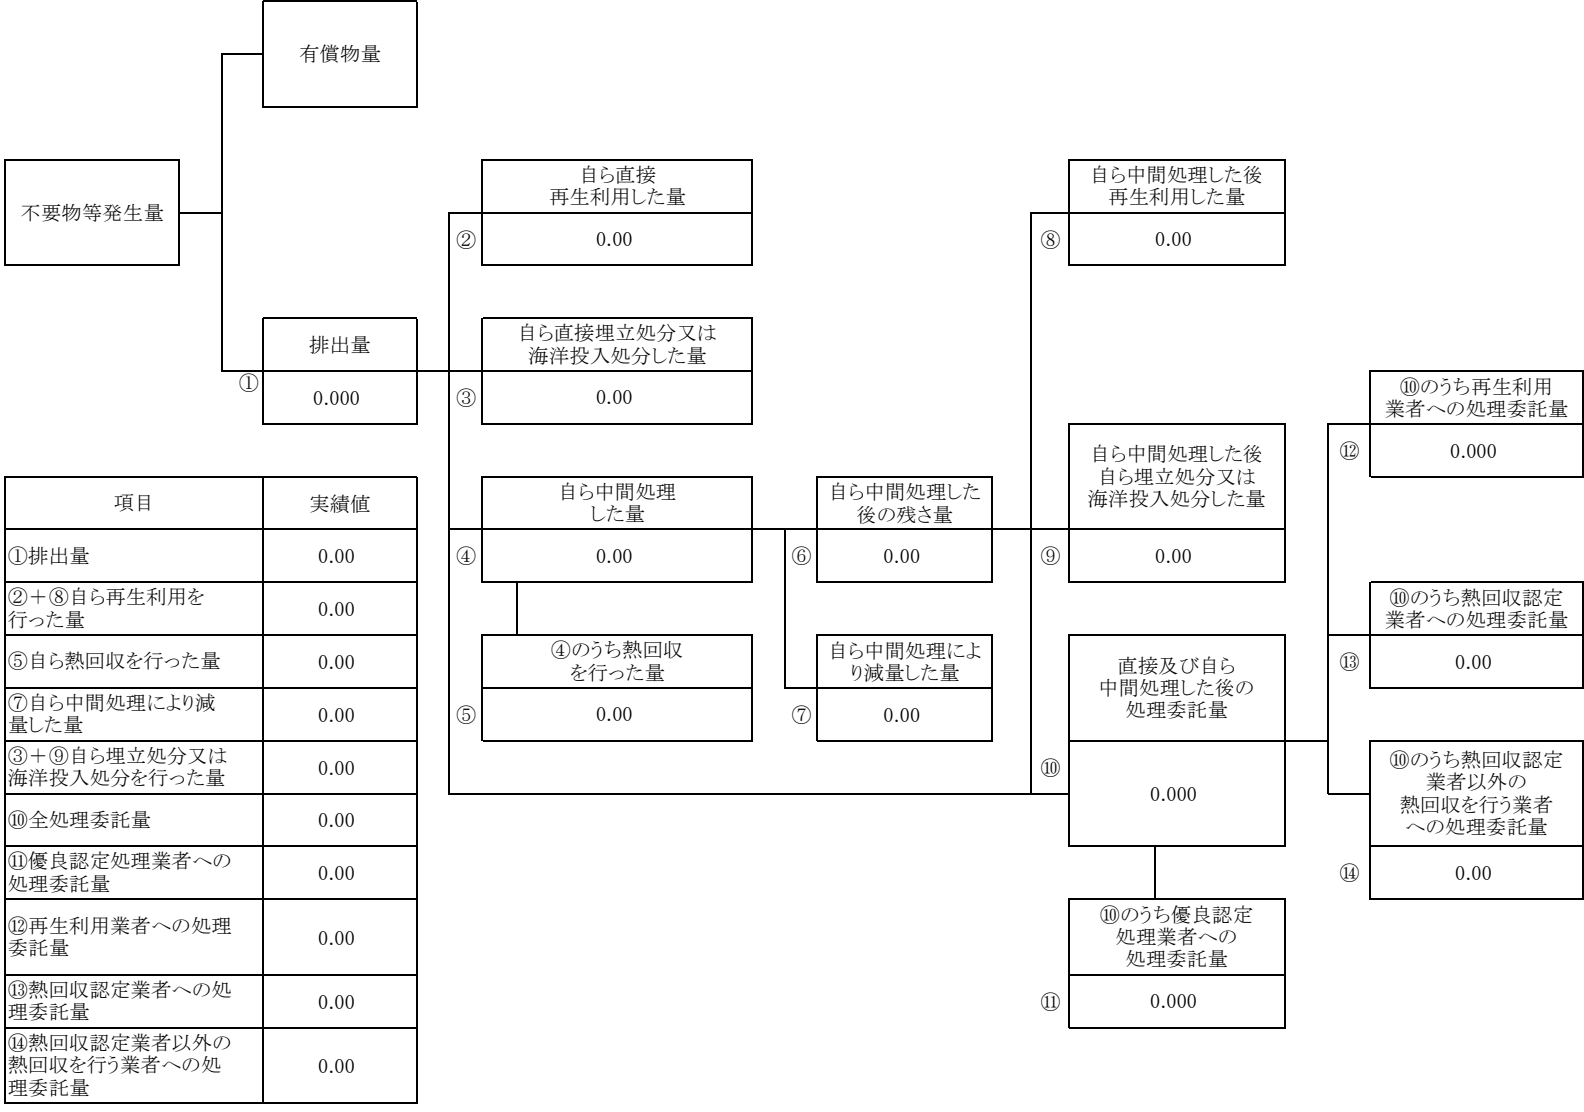 有償物量
不要物等発生量
排出量
①
0.000
自ら直接
再生利用した量
②
0.00
自ら直接埋立処分又は
海洋投入処分した量
③
0.00
自ら中間処理
した量
④
0.00
④のうち熱回収
を行った量
⑤
0.00
自ら中間処理した
後の残さ量
⑥
0.00
自ら中間処理によ
り減量した量
⑦
0.00
自ら中間処理した後
再生利用した量
⑧
0.00
自ら中間処理した後
自ら埋立処分又は
海洋投入処分した量
⑨
0.00
直接及び自ら
中間処理した後の
処理委託量
⑩
0.000
⑩のうち優良認定
処理業者への
処理委託量
⑪
0.000
⑩のうち再生利用
業者への処理委託量
⑫
0.000
⑩のうち熱回収認定
業者への処理委託量
⑬
0.00
⑩のうち熱回収認定
業者以外の
熱回収を行う業者
への処理委託量
⑭
0.00
項目 実績値
①排出量 0.00
②＋⑧自ら再生利用を
行った量 0.00
⑤自ら熱回収を行った量 0.00
⑦自ら中間処理により減
量した量 0.00
③＋⑨自ら埋立処分又は
海洋投入処分を行った量 0.00
⑩全処理委託量 0.00
⑪優良認定処理業者への
処理委託量 0.00
⑫再生利用業者への処理
委託量 0.00
⑬熱回収認定業者への処
理委託量 0.00
⑭熱回収認定業者以外の
熱回収を行う業者への処
理委託量 0.00